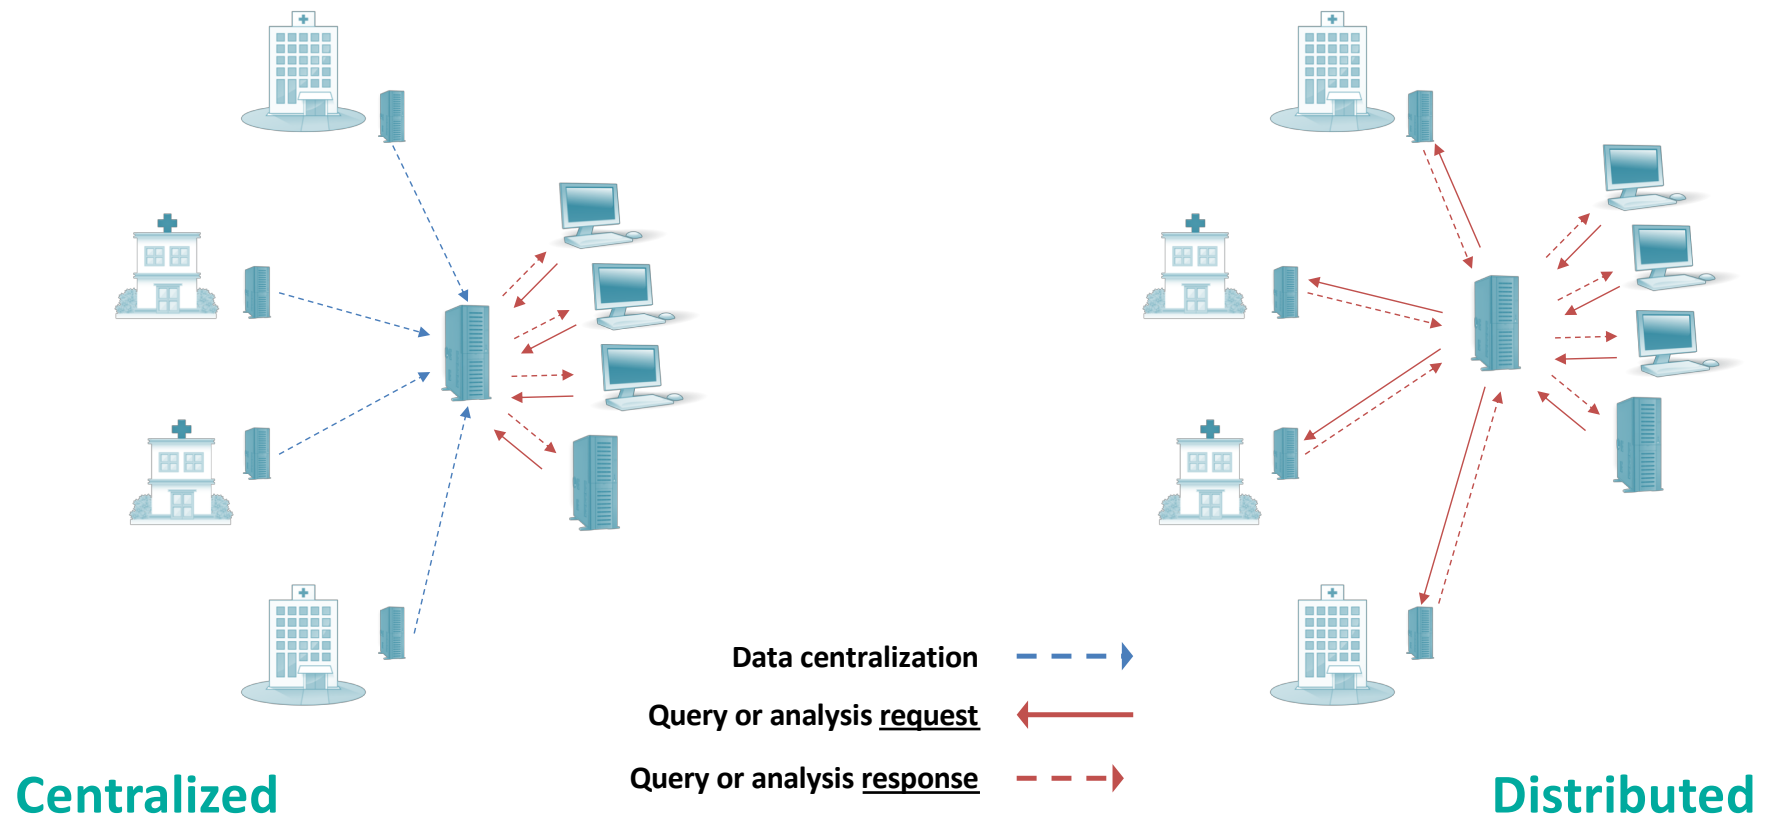 Data centralization
Query or analysis request
Query or analysis response
Centralized
Distributed